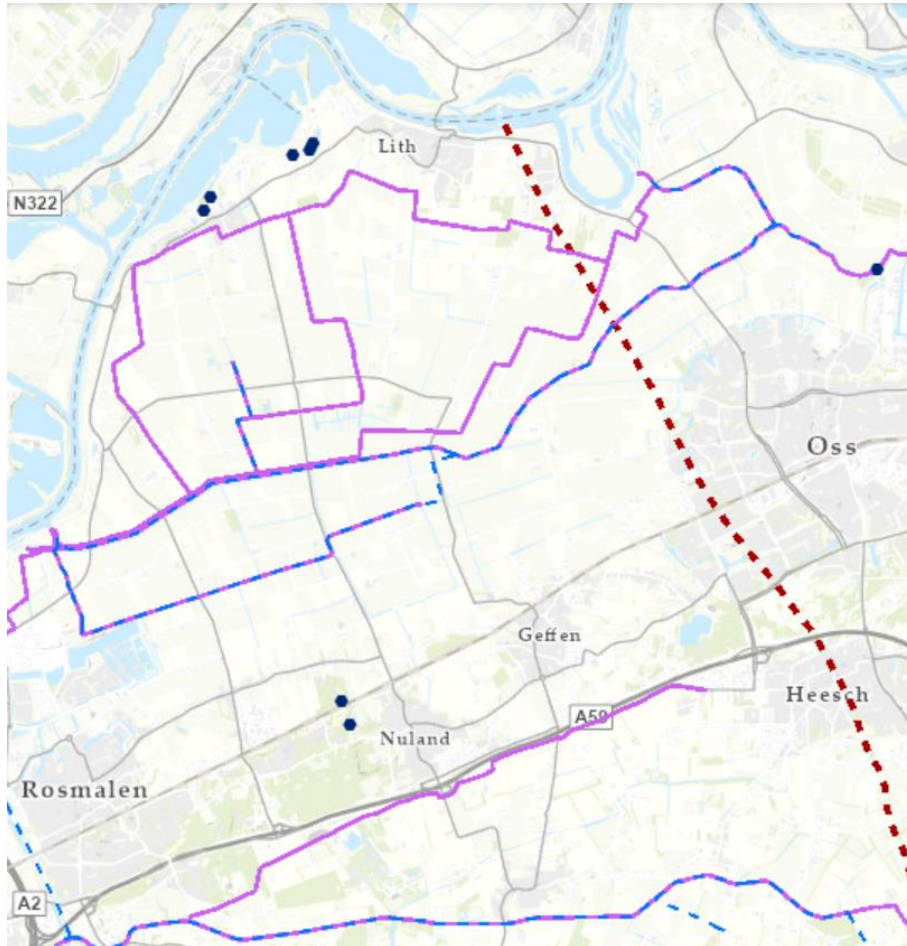 Lith
N322
Oss
Geffen
Heesch
A59
Nuland
Rosmalen
A2